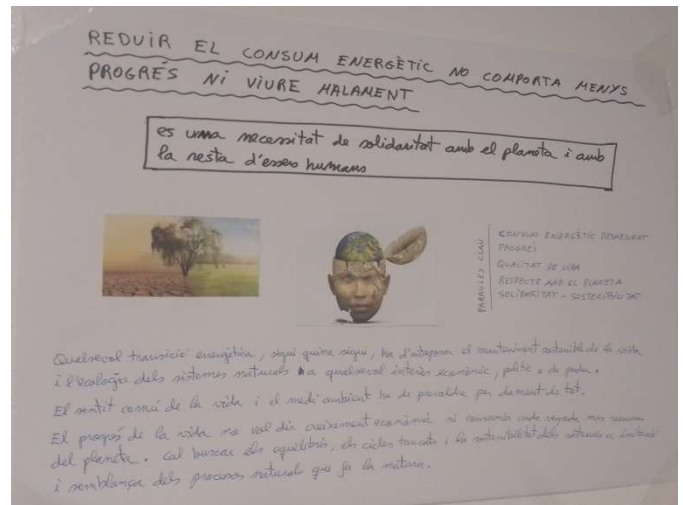 REDUIR EL CONSUM ENERGÈTIC NO COMPORTA MENYS
PROGRÉS NI VIURE MALAMENT
es una necessitat de solidaritat amb el planeta i amb
la resta d'essers humans
PARAULES CLAU
CONSUM ENERGÈTIC DESMESURAT
PROGRÉS
QUALITAT DE VIDA
RESPECTE AMB EL PLANETA
SOLIDARITAT - SOSTENIBILITAT
Qualsevol transició energètica, sigui quina sigui, ha d'anteposar el manteniment sostenible de la vida
i l'ecologia dels sistemes naturals a qualsevol interès econòmic, polític o de poder.
El sentit comú de la vida i el medi ambient ha de prevaldre per damunt de tot.
El progrés de la vida no vol dir creixement econòmic ni consumir cada vegada mes recursos
del planeta. Cal buscar els equilibris, els cicles tancats i la sostenibilitat dels sistemes a imitació
i semblança dels processos naturals que fa la natura.